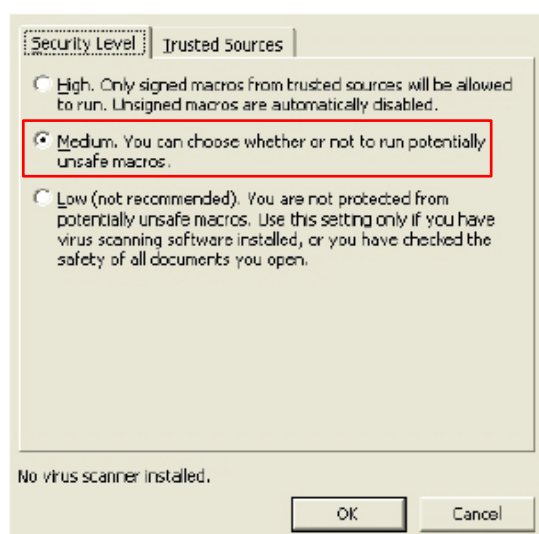 Security Level Trusted Sources
High. Only signed macros from trusted sources will be allowed
to run. Unsigned macros are automatically disabled.
Medium. You can choose whether or not to run potentially
unsafe macros.
Low (not recommended). You are not protected from
potentially unsafe macros. Use this setting only if you have
virus scanning software installed, or you have checked the
safety of all documents you open.
No virus scanner installed.
OK Cancel